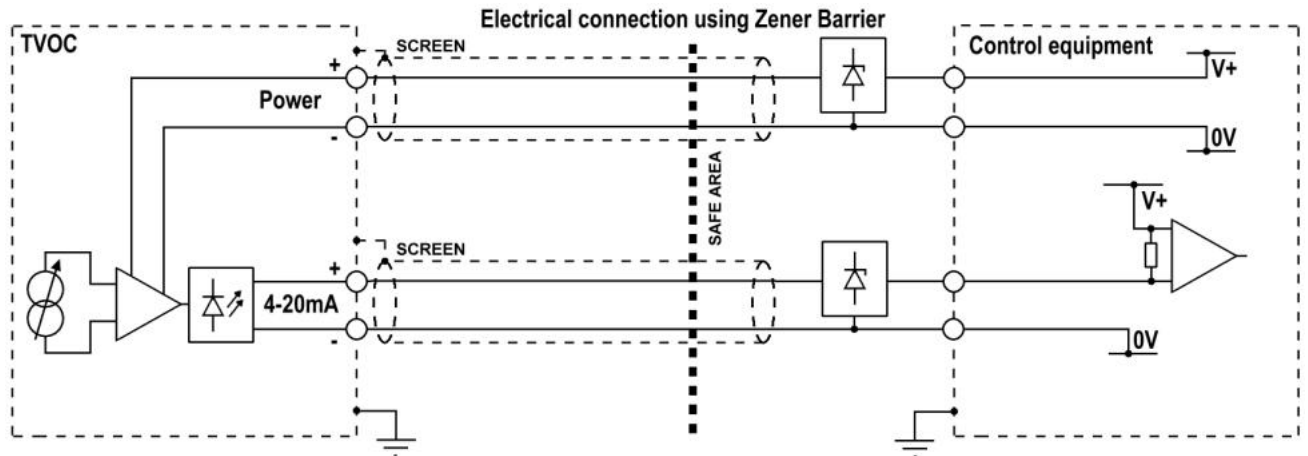 Electrical connection using Zener Barrier
TVOC
SCREEN
Control equipment
+
V+
Power
-
0V
SAFE AREA
V+
SCREEN
+
4-20mA
-
0V